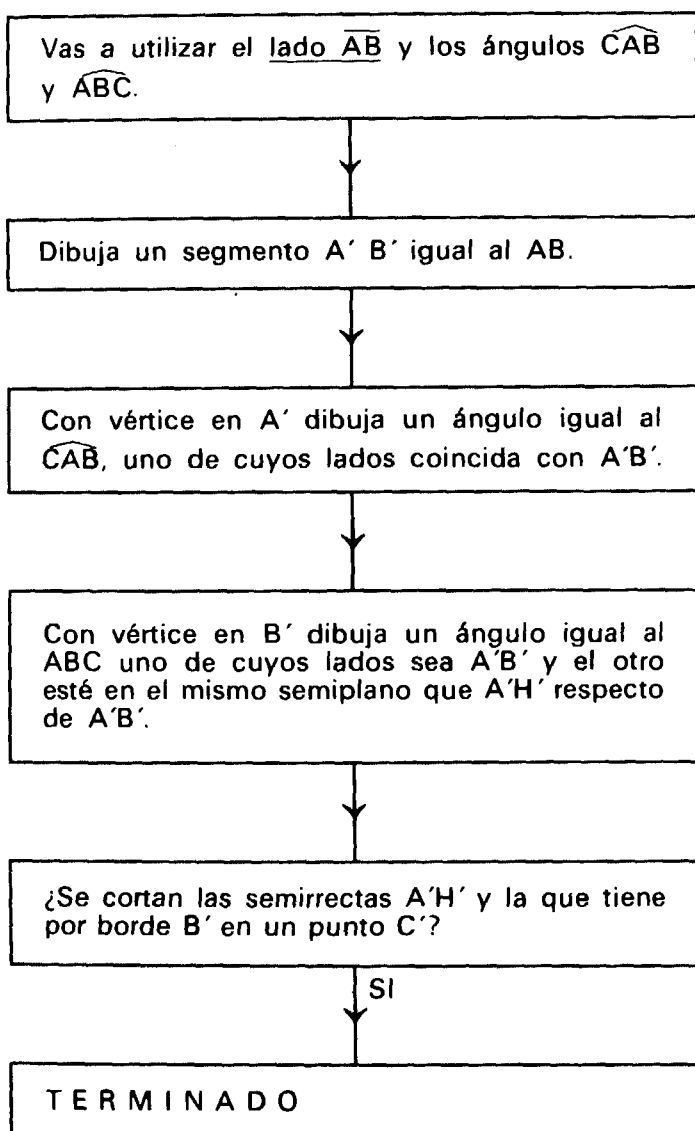 Vas a utilizar el lado AB y los ángulos CAB
y ABC.
Dibuja un segmento A´ B´ igual al AB.
Con vértice en A´ dibuja un ángulo igual al
CAB, uno de cuyos lados coincida con A´B´.
Con vértice en B´ dibuja un ángulo igual al
ABC uno de cuyos lados sea A´B´ y el otro
esté en el mismo semiplano que A´H´ respecto
de A´B´.
¿Se cortan las semirrectas A´H´ y la que tiene
por borde B´ en un punto C´?
SI
TERMINADO